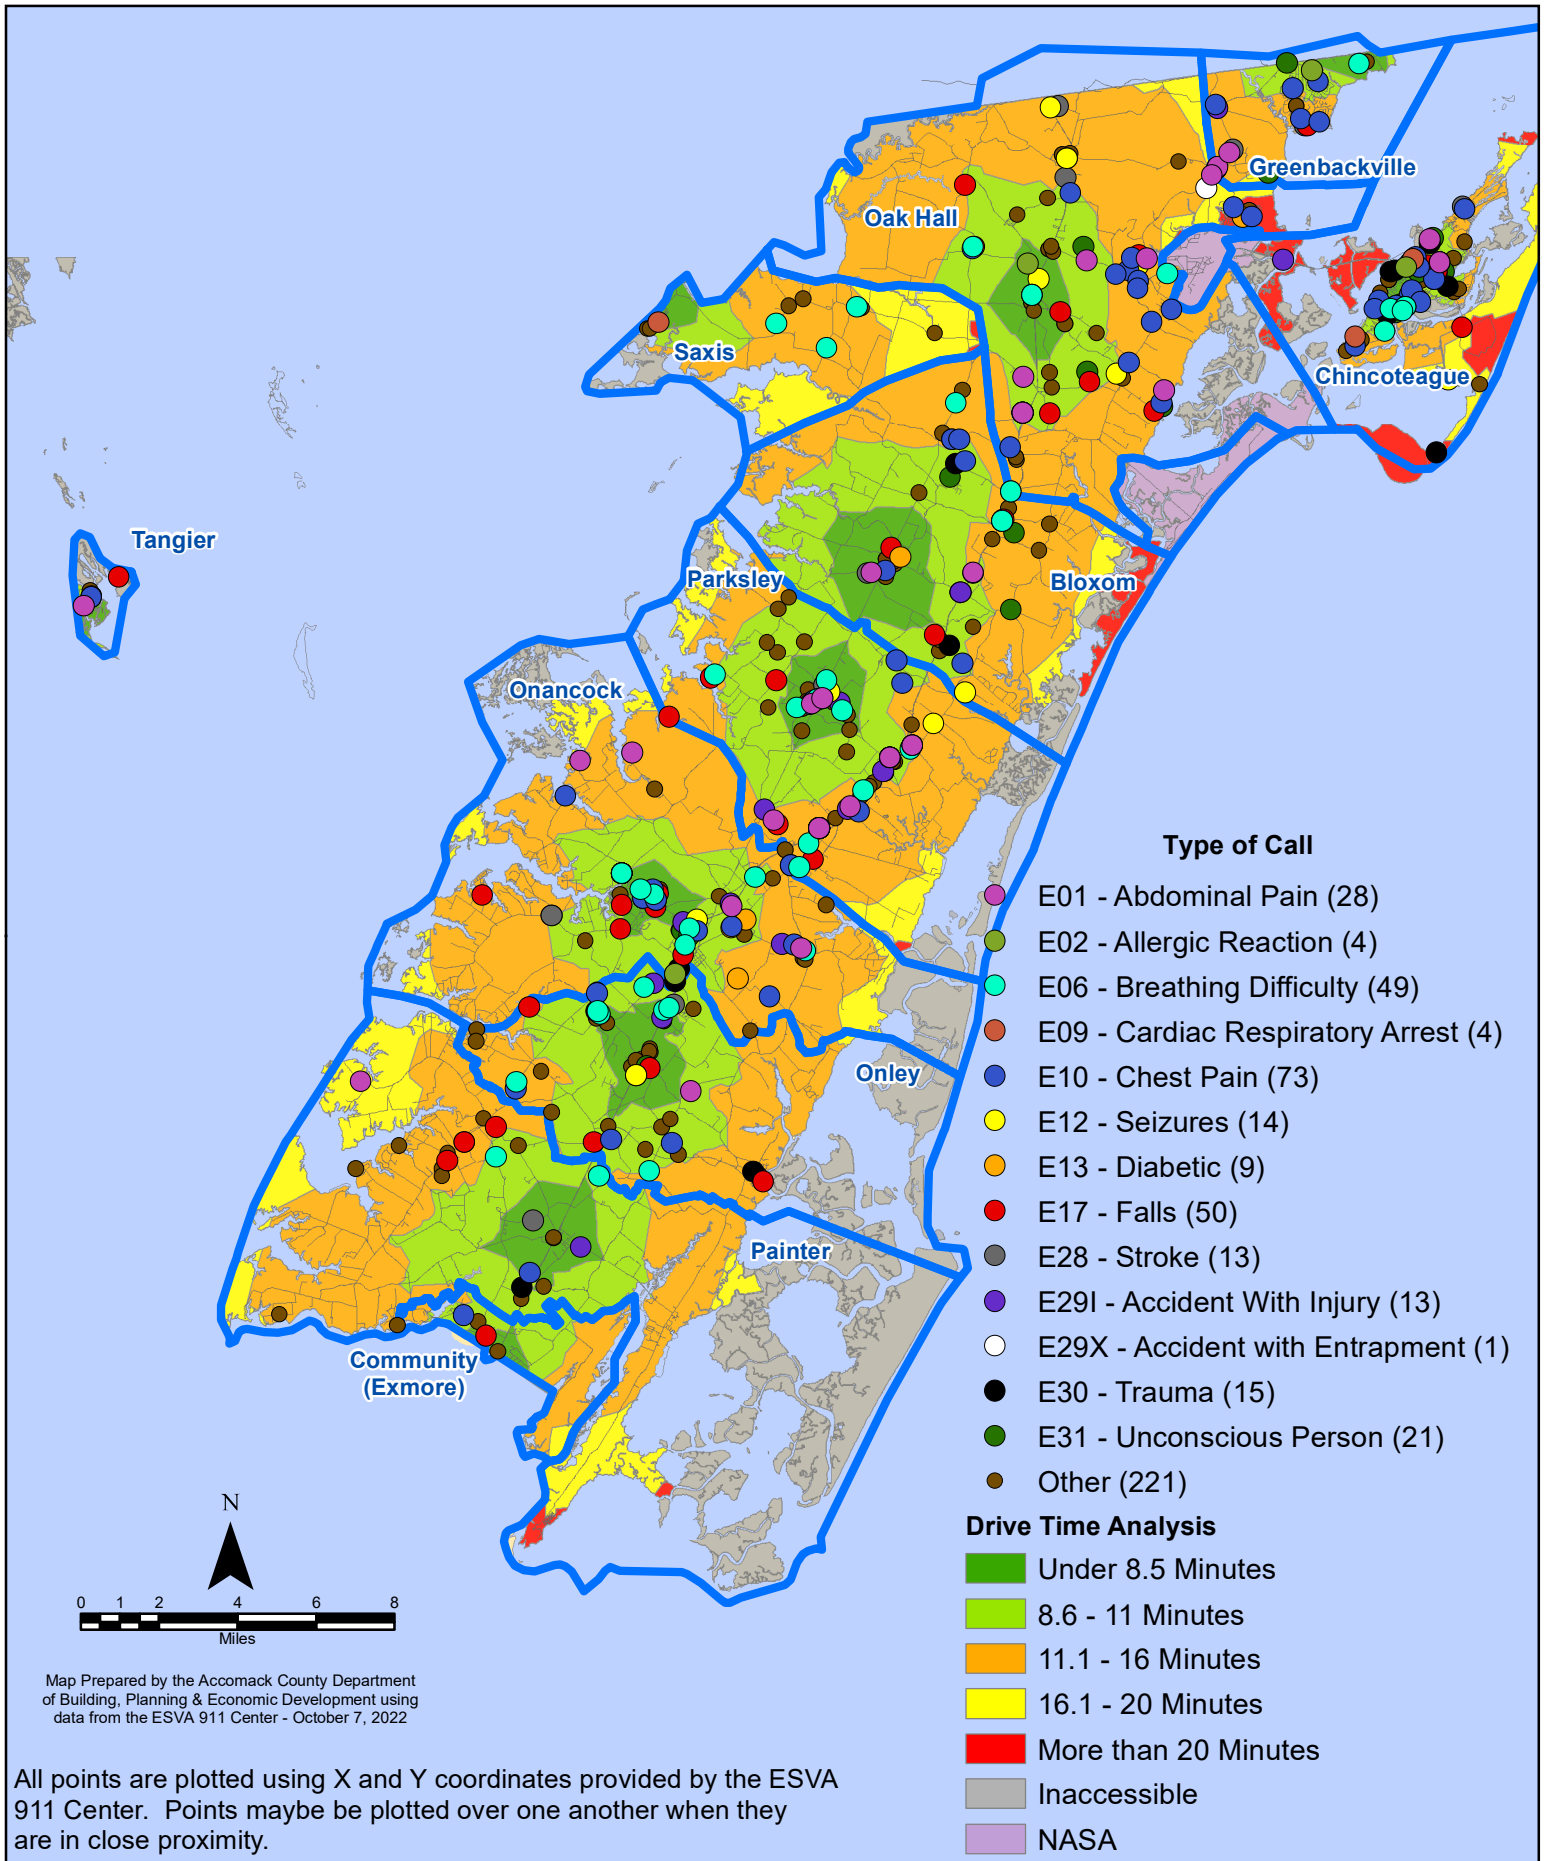 Greenbackville
Oak Hall
Saxis
Chincoteague
Tangier
Parksley
Bloxom
Onancock
Onley
Painter
Community
(Exmore)
Type of Call
E01 - Abdominal Pain (28)
E02 - Allergic Reaction (4)
E06 - Breathing Difficulty (49)
E09 - Cardiac Respiratory Arrest (4)
E10 - Chest Pain (73)
E12 - Seizures (14)
E13 - Diabetic (9)
E17 - Falls (50)
E28 - Stroke (13)
E29I - Accident With Injury (13)
E29X - Accident with Entrapment (1)
E30 - Trauma (15)
E31 - Unconscious Person (21)
Other (221)
Drive Time Analysis
Under 8.5 Minutes
8.6 - 11 Minutes
11.1 - 16 Minutes
16.1 - 20 Minutes
More than 20 Minutes
Inaccessible
NASA
N
0 1 2 4 6 8
Miles
Map Prepared by the Accomack County Department
of Building, Planning & Economic Development using
data from the ESVA 911 Center - October 7, 2022
All points are plotted using X and Y coordinates provided by the ESVA
911 Center.  Points maybe be plotted over one another when they
are in close proximity.